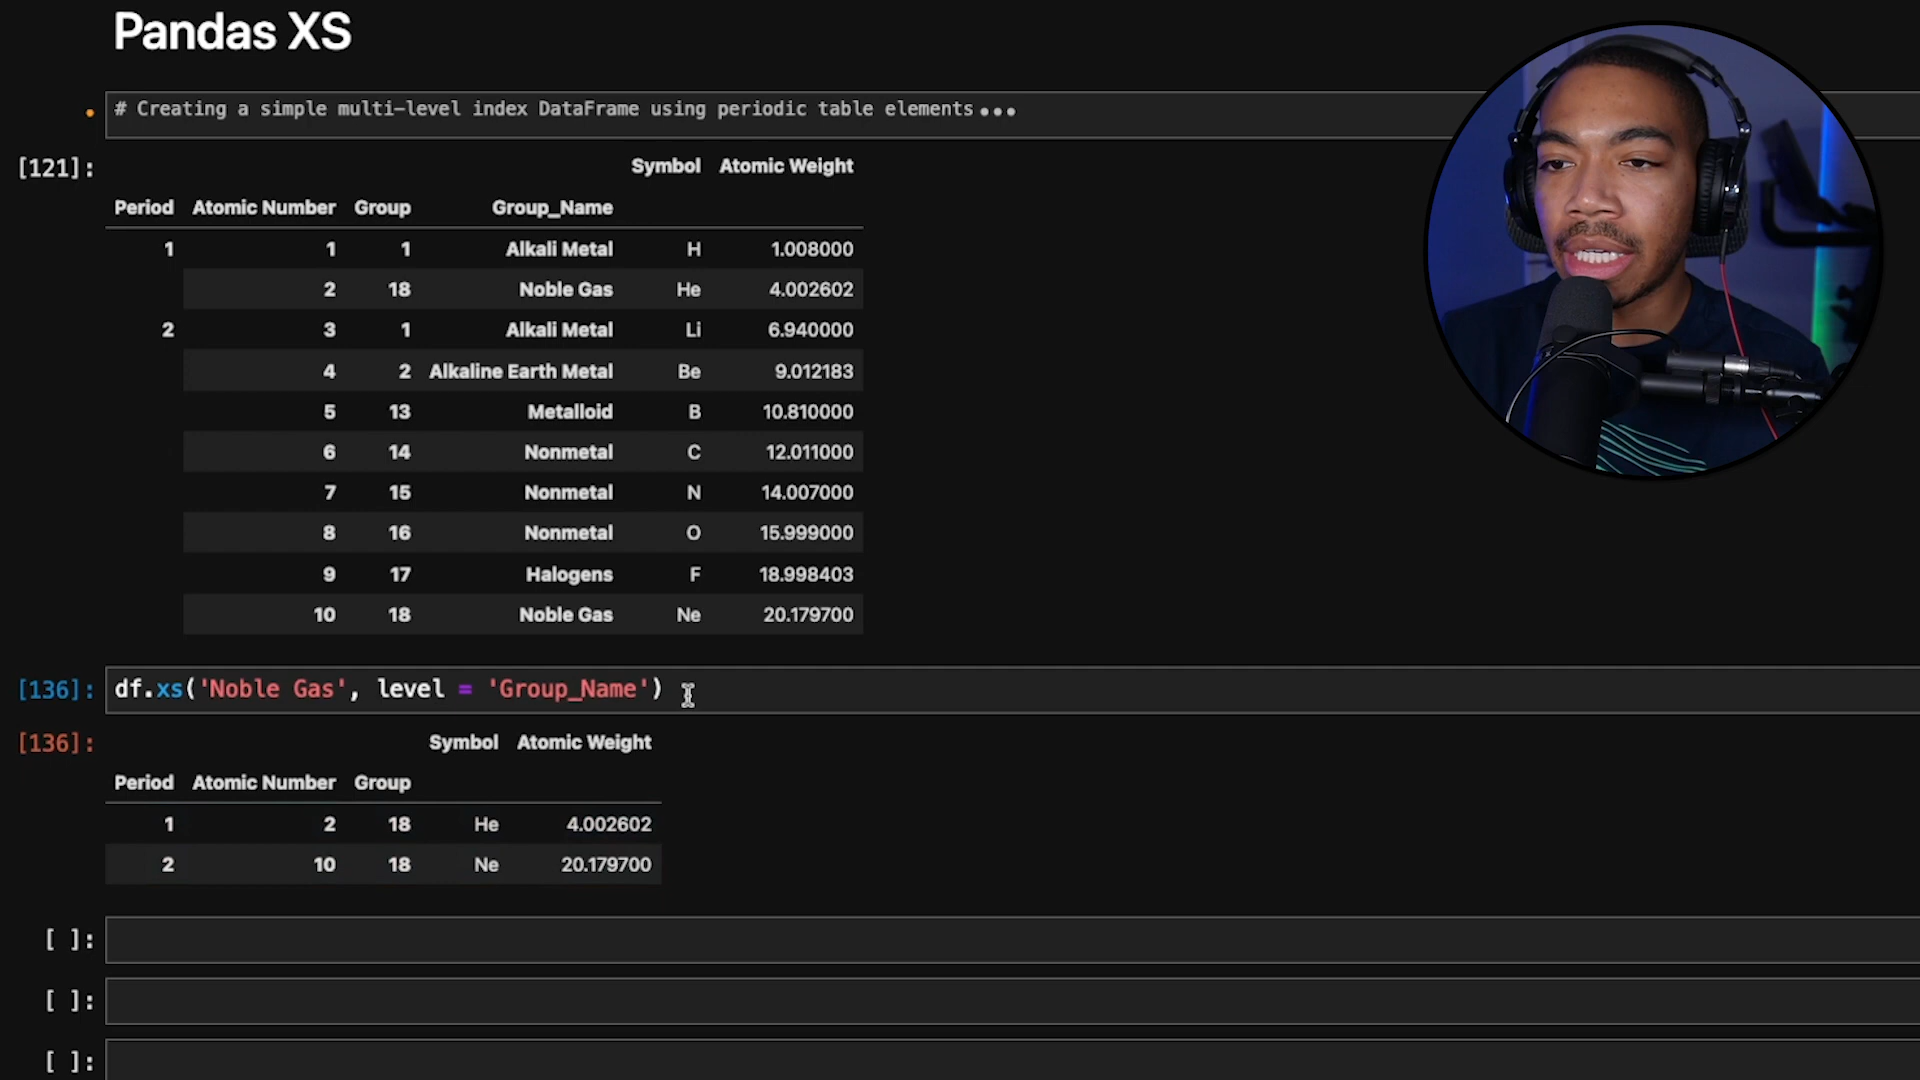 Pandas XS
# Creating a simple multi-level index DataFrame using periodic table elements •••
[121]:
Symbol Atomic Weight
Period Atomic Number Group Group_Name
1 1 1 Alkali Metal H 1.008000
2 18 Noble Gas He 4.002602
2 3 1 Alkali Metal Li 6.940000
4 2 Alkaline Earth Metal Be 9.012183
5 13 Metalloid B 10.810000
6 14 Nonmetal C 12.011000
7 15 Nonmetal N 14.007000
8 16 Nonmetal O 15.999000
9 17 Halogens F 18.998403
10 18 Noble Gas Ne 20.179700
[136]: df.xs('Noble Gas', level = 'Group_Name')
[136]:
Symbol Atomic Weight
Period Atomic Number Group
1 2 18 He 4.002602
2 10 18 Ne 20.179700
[ ]:
[ ]:
[ ]: